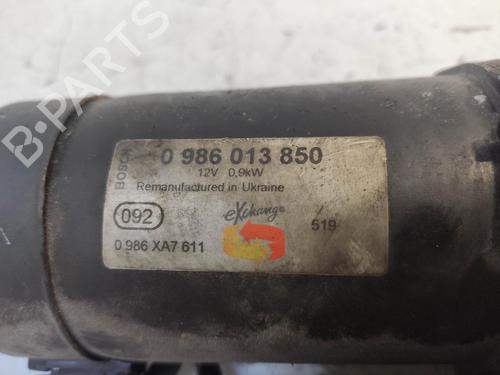 BOSCH
0 986 013 850
12V 0,9kW
Remanufactured in Ukraine
092
eXchange
519
0 986 XA7 611
B-PARTS